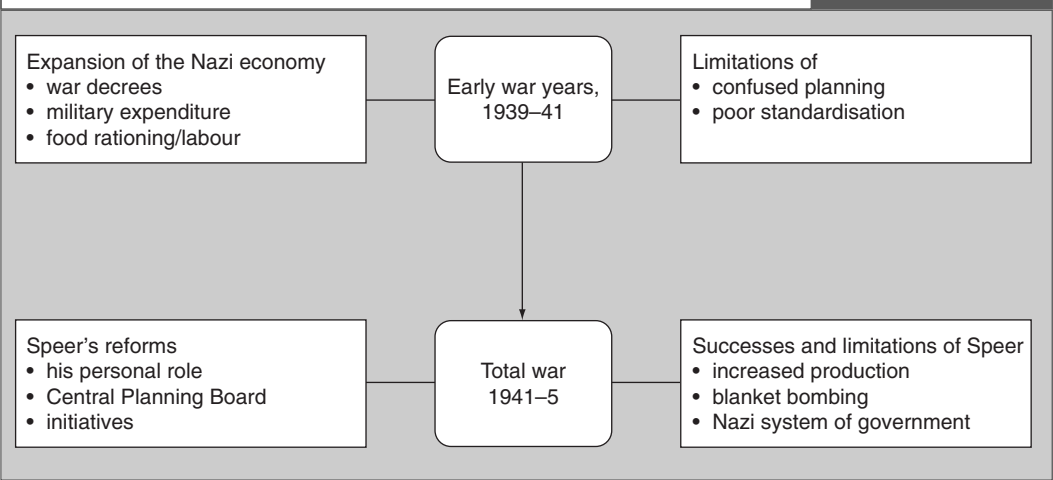 Expansion of the Nazi economy
• war decrees
• military expenditure
• food rationing/labour
Early war years,
1939–41
Limitations of
• confused planning
• poor standardisation
Speer’s reforms
• his personal role
• Central Planning Board
• initiatives
Total war
1941–5
Successes and limitations of Speer
• increased production
• blanket bombing
• Nazi system of government